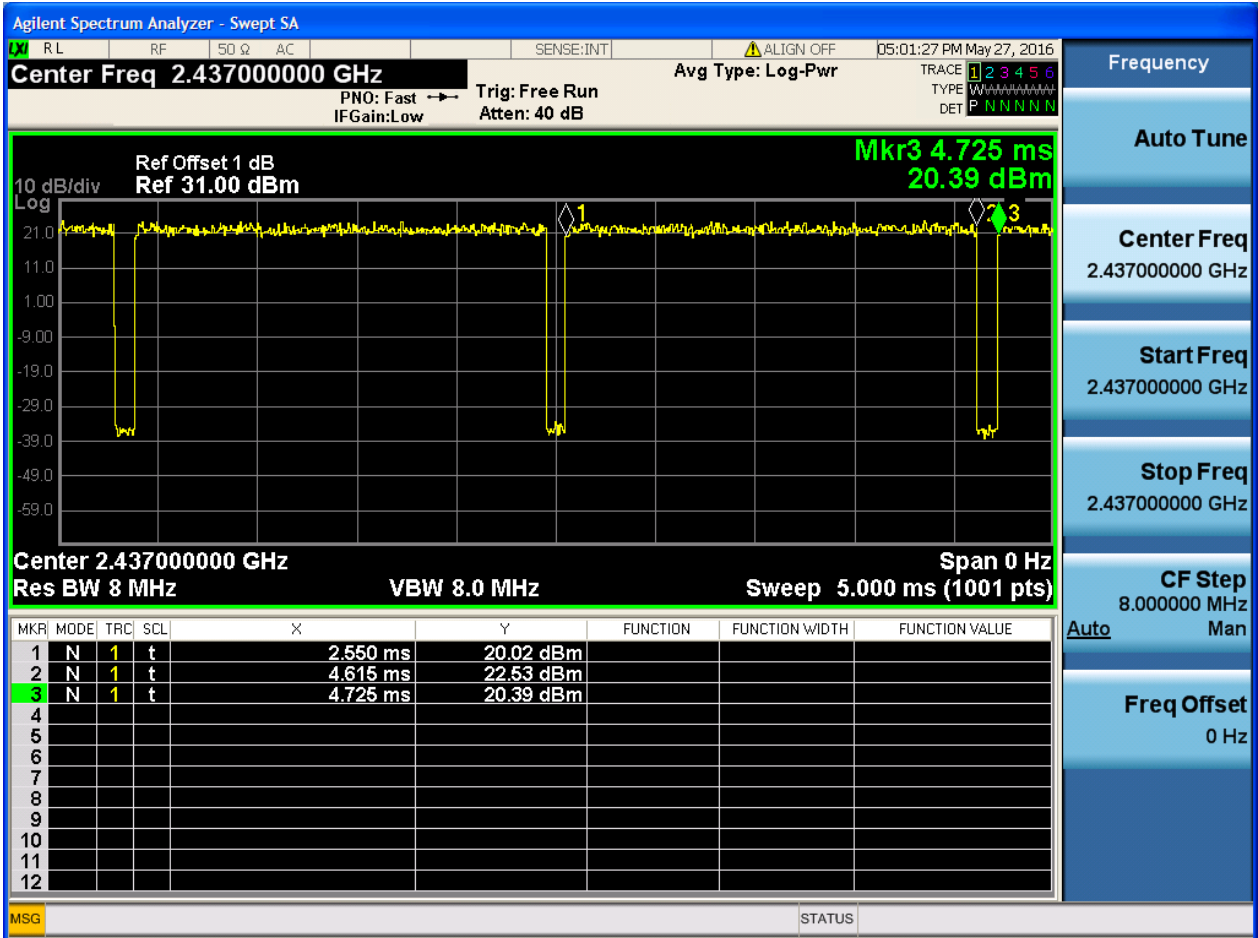 Agilent Spectrum Analyzer - Swept SA
LXI RL RF 50 Ω AC SENSE:INT ALIGN OFF 05:01:27 PM May 27, 2016
Center Freq 2.437000000 GHz
PNO: Fast
IFGain:Low
Trig: Free Run
Atten: 40 dB
Avg Type: Log-Pwr
TRACE 1 2 3 4 5 6
TYPE W
DET P N N N N N
Mkr3 4.725 ms
20.39 dBm
Ref Offset 1 dB
10 dB/div Ref 31.00 dBm
Log
1
2
3
21.0
11.0
1.00
-9.00
-19.0
-29.0
-39.0
-49.0
-59.0
Center 2.437000000 GHz Span 0 Hz
Res BW 8 MHz VBW 8.0 MHz Sweep 5.000 ms (1001 pts)
MKR MODE TRC SCL X Y FUNCTION FUNCTION WIDTH FUNCTION VALUE
1 N 1 t 2.550 ms 20.02 dBm
2 N 1 t 4.615 ms 22.53 dBm
3 N 1 t 4.725 ms 20.39 dBm
4
5
6
7
8
9
10
11
12
MSG STATUS
Frequency
Auto Tune
Center Freq
2.437000000 GHz
Start Freq
2.437000000 GHz
Stop Freq
2.437000000 GHz
CF Step
8.000000 MHz
Auto Man
Freq Offset
0 Hz